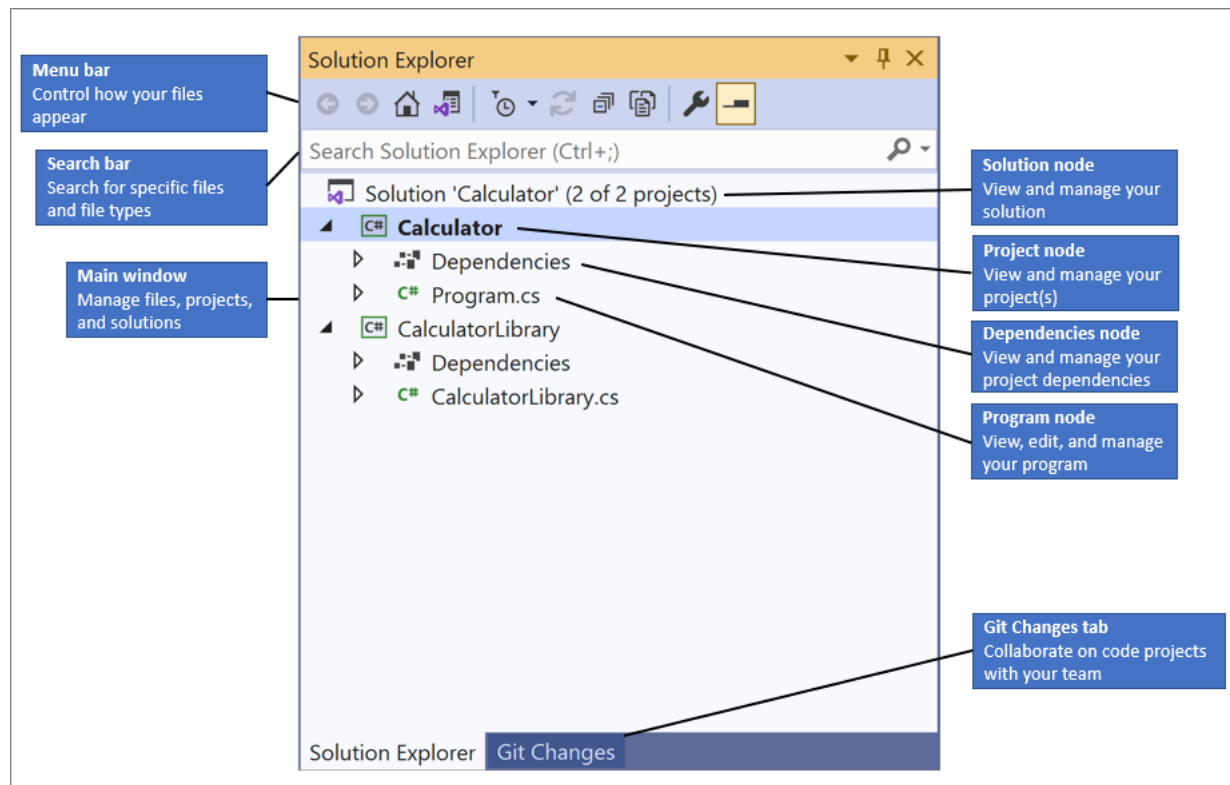 Solution Explorer
Menu bar
Control how your files
appear
Search Solution Explorer (Ctrl+;)
Search bar
Search for specific files
and file types
Main window
Manage files, projects,
and solutions
Solution 'Calculator' (2 of 2 projects)
C# Calculator
Dependencies
C# Program.cs
C# CalculatorLibrary
Dependencies
C# CalculatorLibrary.cs
Solution node
View and manage your
solution
Project node
View and manage your
project(s)
Dependencies node
View and manage your
project dependencies
Program node
View, edit, and manage
your program
Git Changes tab
Collaborate on code projects
with your team
Solution Explorer
Git Changes